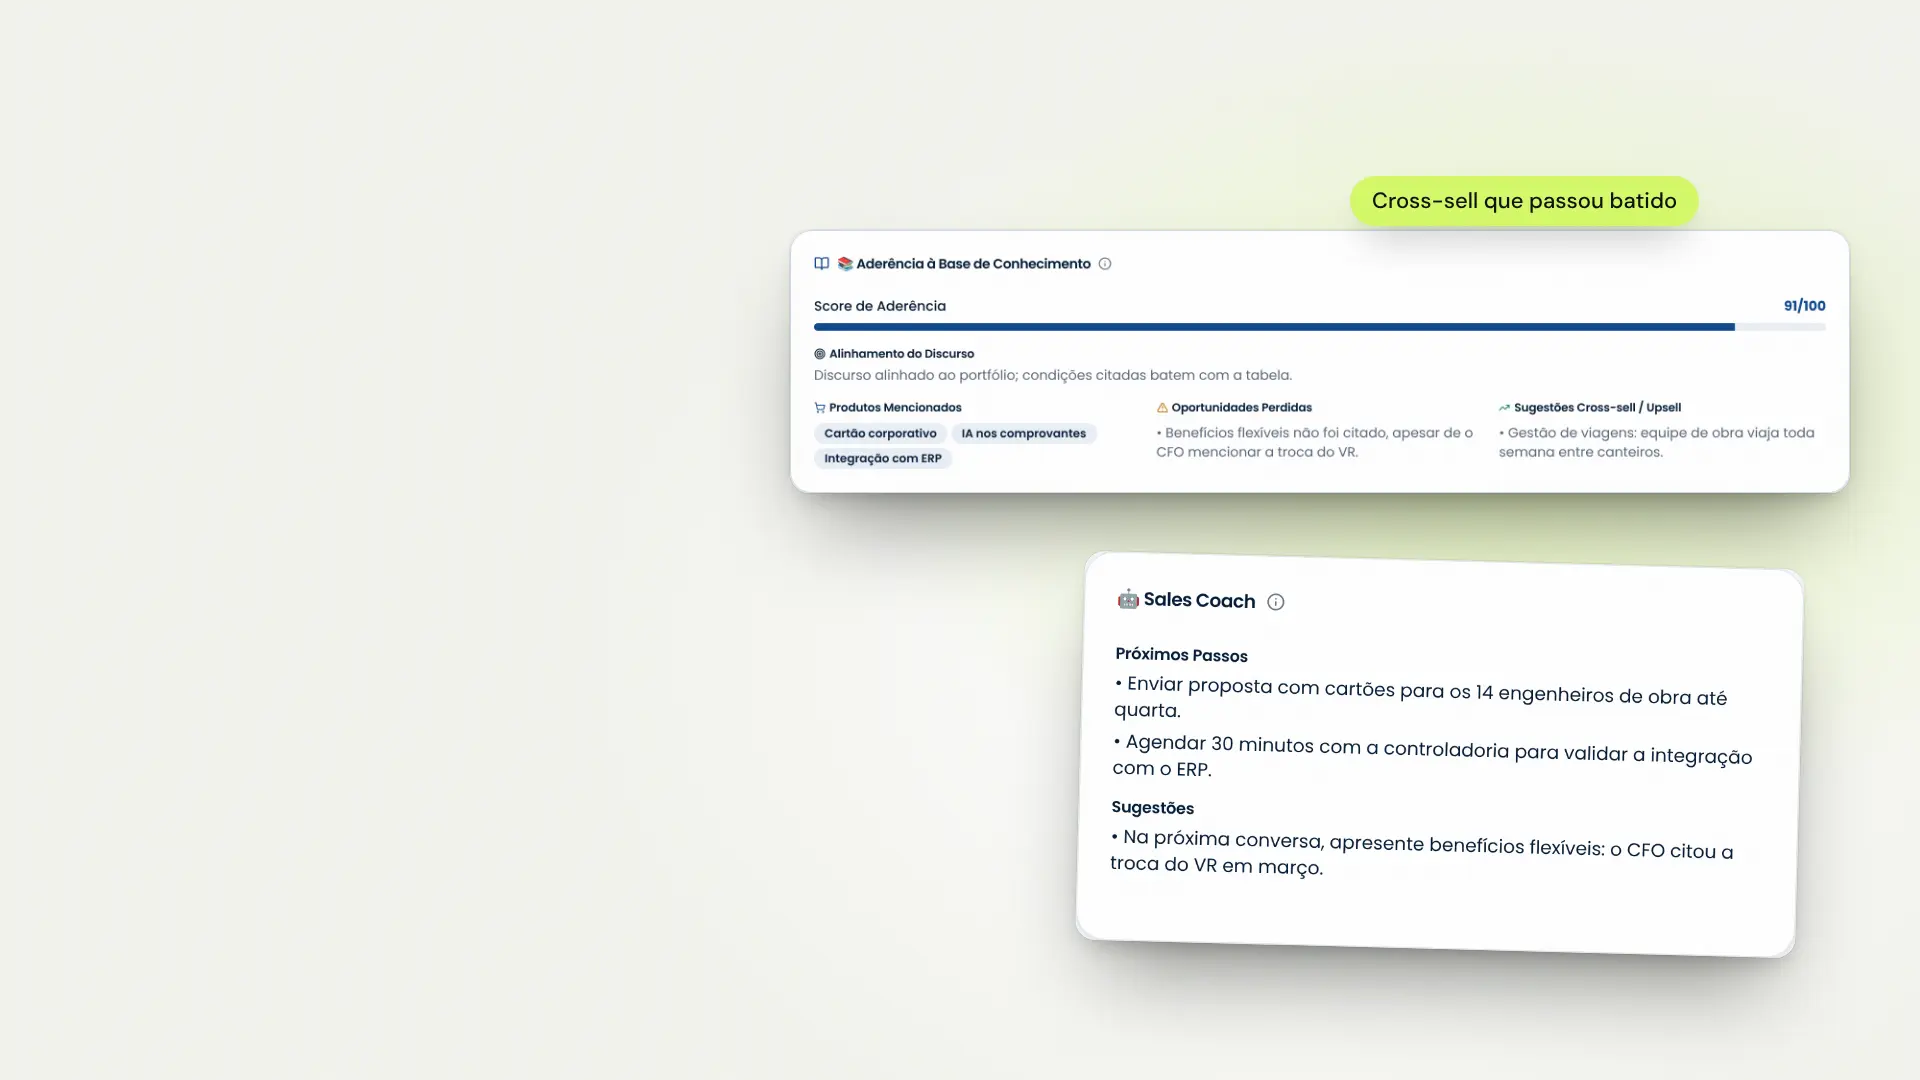 Cross-sell que passou batido
📚 Aderência à Base de Conhecimento
Score de Aderência
91/100
Alinhamento do Discurso
Discurso alinhado ao portfólio; condições citadas batem com a tabela.
Produtos Mencionados
Cartão corporativo
IA nos comprovantes
Integração com ERP
Oportunidades Perdidas
• Benefícios flexíveis não foi citado, apesar de o
CFO mencionar a troca do VR.
Sugestões Cross-sell / Upsell
• Gestão de viagens: equipe de obra viaja toda
semana entre canteiros.
🤖 Sales Coach
Próximos Passos
• Enviar proposta com cartões para os 14 engenheiros de obra até
quarta.
• Agendar 30 minutos com a controladoria para validar a integração
com o ERP.
Sugestões
• Na próxima conversa, apresente benefícios flexíveis: o CFO citou a
troca do VR em março.